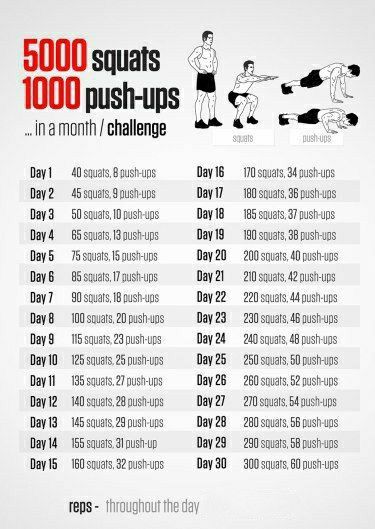 5000 squats
1000 push-ups
... in a month / challenge
squats
push-ups
Day 1 40 squats, 8 push-ups
Day 2 45 squats, 9 push-ups
Day 3 50 squats, 10 push-ups
Day 4 65 squats, 13 push-ups
Day 5 75 squats, 15 push-ups
Day 6 85 squats, 17 push-ups
Day 7 90 squats, 18 push-ups
Day 8 100 squats, 20 push-ups
Day 9 115 squats, 23 push-ups
Day 10 125 squats, 25 push-ups
Day 11 135 squats, 27 push-ups
Day 12 140 squats, 28 push-ups
Day 13 145 squats, 29 push-ups
Day 14 155 squats, 31 push-up
Day 15 160 squats, 32 push-ups
Day 16 170 squats, 34 push-ups
Day 17 180 squats, 36 push-ups
Day 18 185 squats, 37 push-ups
Day 19 190 squats, 38 push-ups
Day 20 200 squats, 40 push-ups
Day 21 210 squats, 42 push-ups
Day 22 220 squats, 44 push-ups
Day 23 230 squats, 46 push-ups
Day 24 240 squats, 48 push-ups
Day 25 250 squats, 50 push-ups
Day 26 260 squats, 52 push-ups
Day 27 270 squats, 54 push-ups
Day 28 280 squats, 56 push-ups
Day 29 290 squats, 58 push-ups
Day 30 300 squats, 60 push-ups
reps - throughout the day